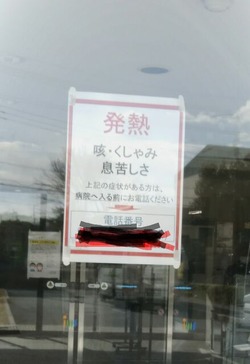 発熱
咳・くしゃみ
息苦しさ
上記の症状がある方は、
病院へ入る前にお電話ください
電話番号